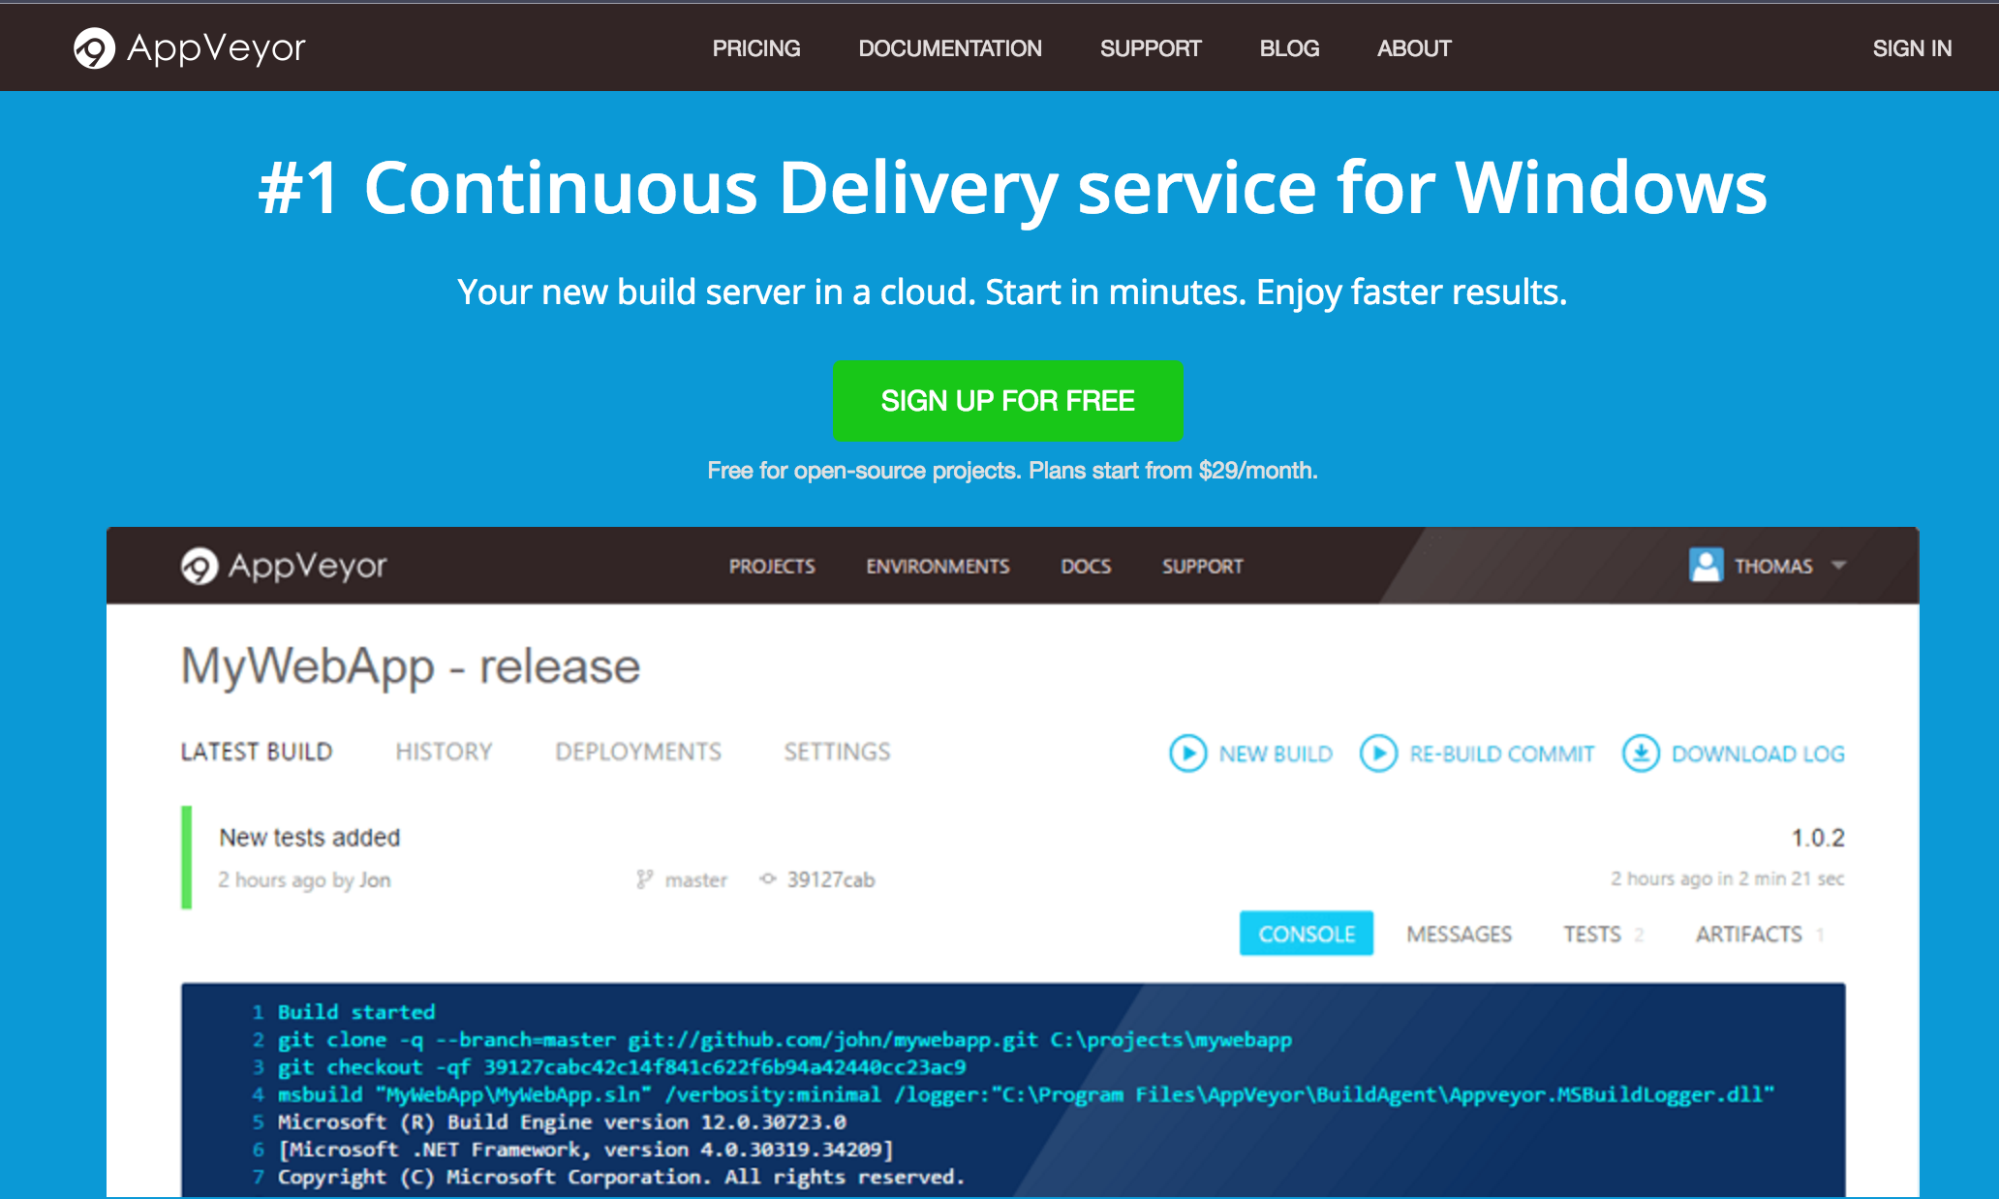 AppVeyor PRICING DOCUMENTATION SUPPORT BLOG ABOUT SIGN IN
#1 Continuous Delivery service for Windows
Your new build server in a cloud. Start in minutes. Enjoy faster results.
SIGN UP FOR FREE
Free for open-source projects. Plans start from $29/month.
AppVeyor PROJECTS ENVIRONMENTS DOCS SUPPORT THOMAS
MyWebApp - release
LATEST BUILD HISTORY DEPLOYMENTS SETTINGS NEW BUILD RE-BUILD COMMIT DOWNLOAD LOG
New tests added 1.0.2
2 hours ago by Jon master 39127cab 2 hours ago in 2 min 21 sec
CONSOLE MESSAGES TESTS 2 ARTIFACTS 1
1 Build started
2 git clone -q --branch=master git://github.com/john/mywebapp.git C:\projects\mywebapp
3 git checkout -qf 39127cabc42c14f841c622f6b94a42440cc23ac9
4 msbuild "MyWebApp\MyWebApp.sln" /verbosity:minimal /logger:"C:\Program Files\AppVeyor\BuildAgent\Appveyor.MSBuildLogger.dll"
5 Microsoft (R) Build Engine version 12.0.30723.0
6 [Microsoft .NET Framework, version 4.0.30319.34209]
7 Copyright (C) Microsoft Corporation. All rights reserved.